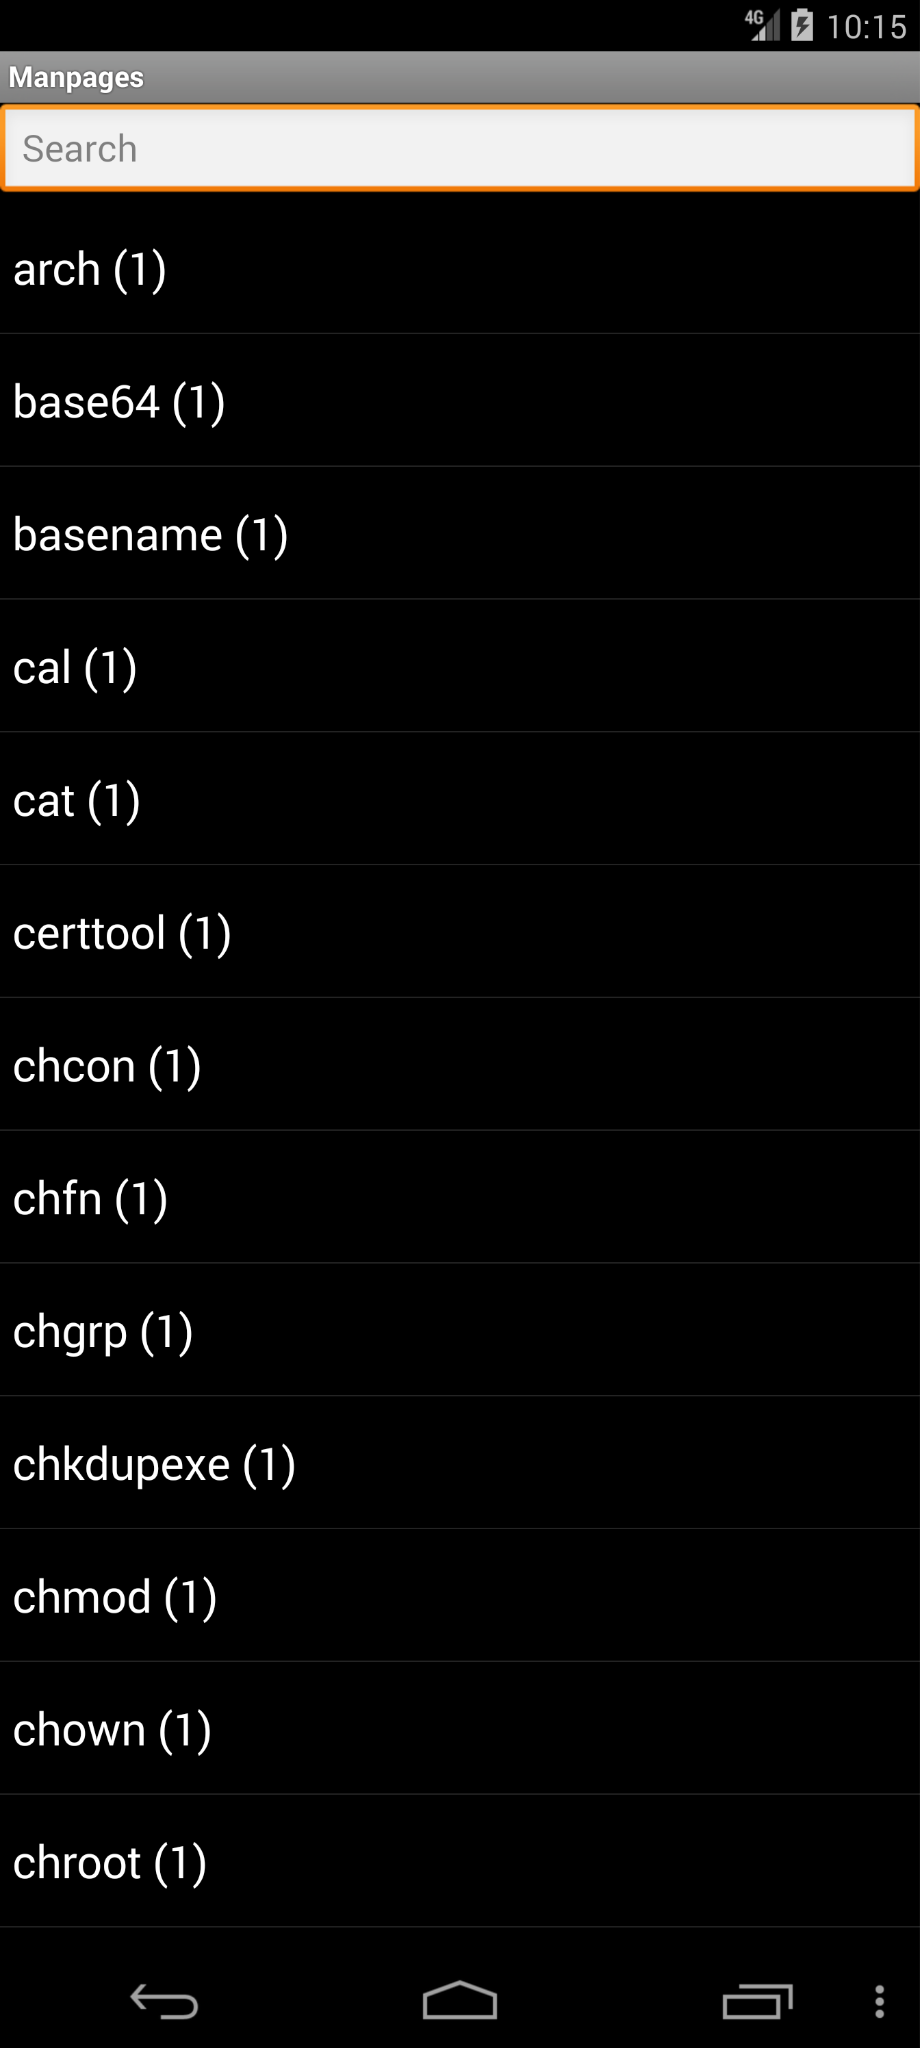 4G 10:15
Manpages
Search
arch (1)
base64 (1)
basename (1)
cal (1)
cat (1)
certtool (1)
chcon (1)
chfn (1)
chgrp (1)
chkdupexe (1)
chmod (1)
chown (1)
chroot (1)